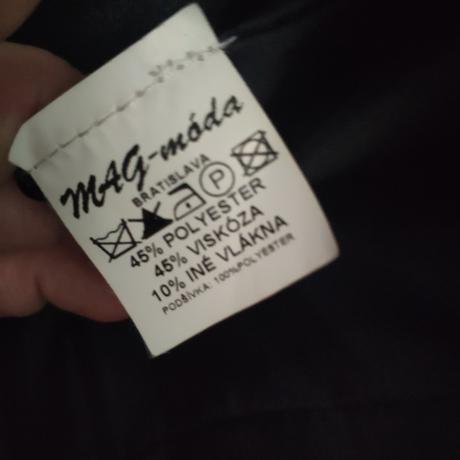 MAG-móda
BRATISLAVA
P
45% POLYESTER
45% VISKÓZA
10% INÉ VLÁKNA
PODŠÍVKA: 100%POLYESTER